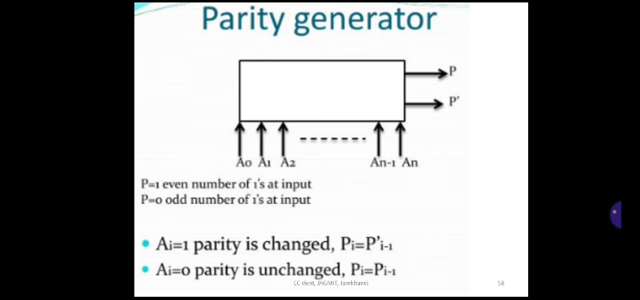 Parity generator
P
P'
A0 A1 A2 An-1 An
P=1 even number of 1's at input
P=0 odd number of 1's at input
• Ai=1 parity is changed, Pi=P'i-1
• Ai=0 parity is unchanged, Pi=Pi-1
58